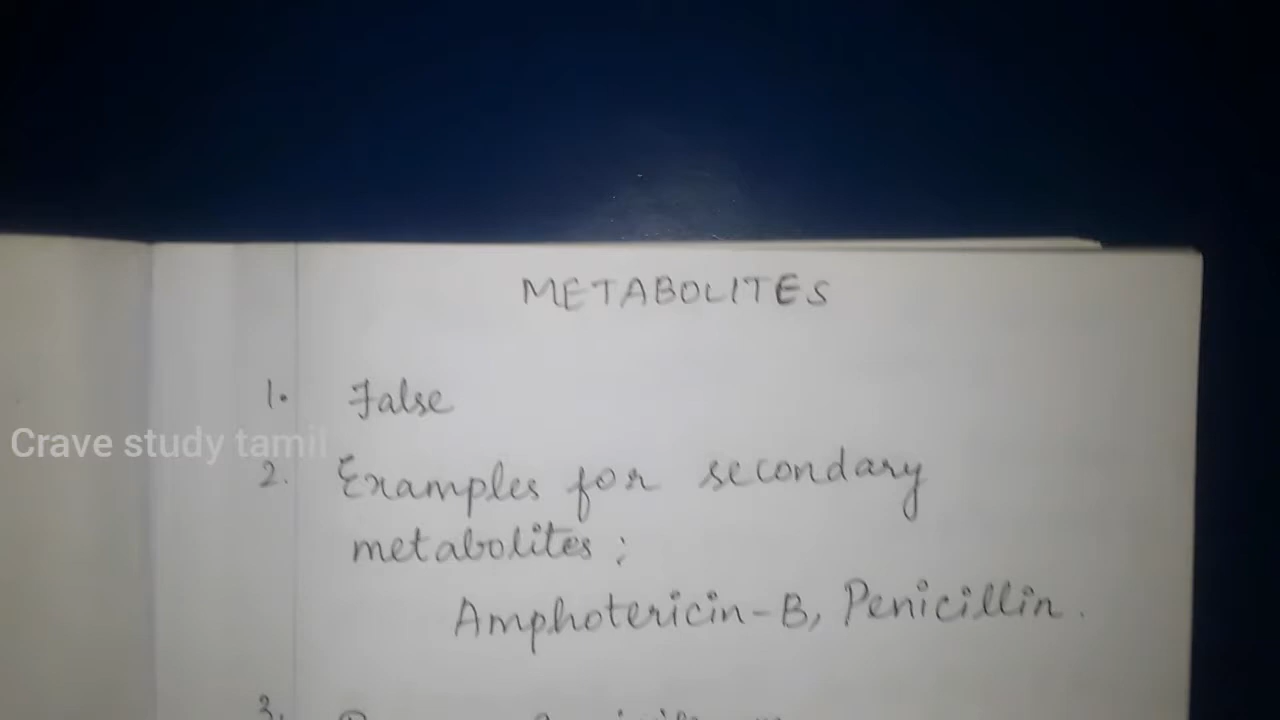 METABOLITES
1. False
Crave study tamil
2. Examples for secondary
metabolites :
Amphotericin-B, Penicillin.
3.